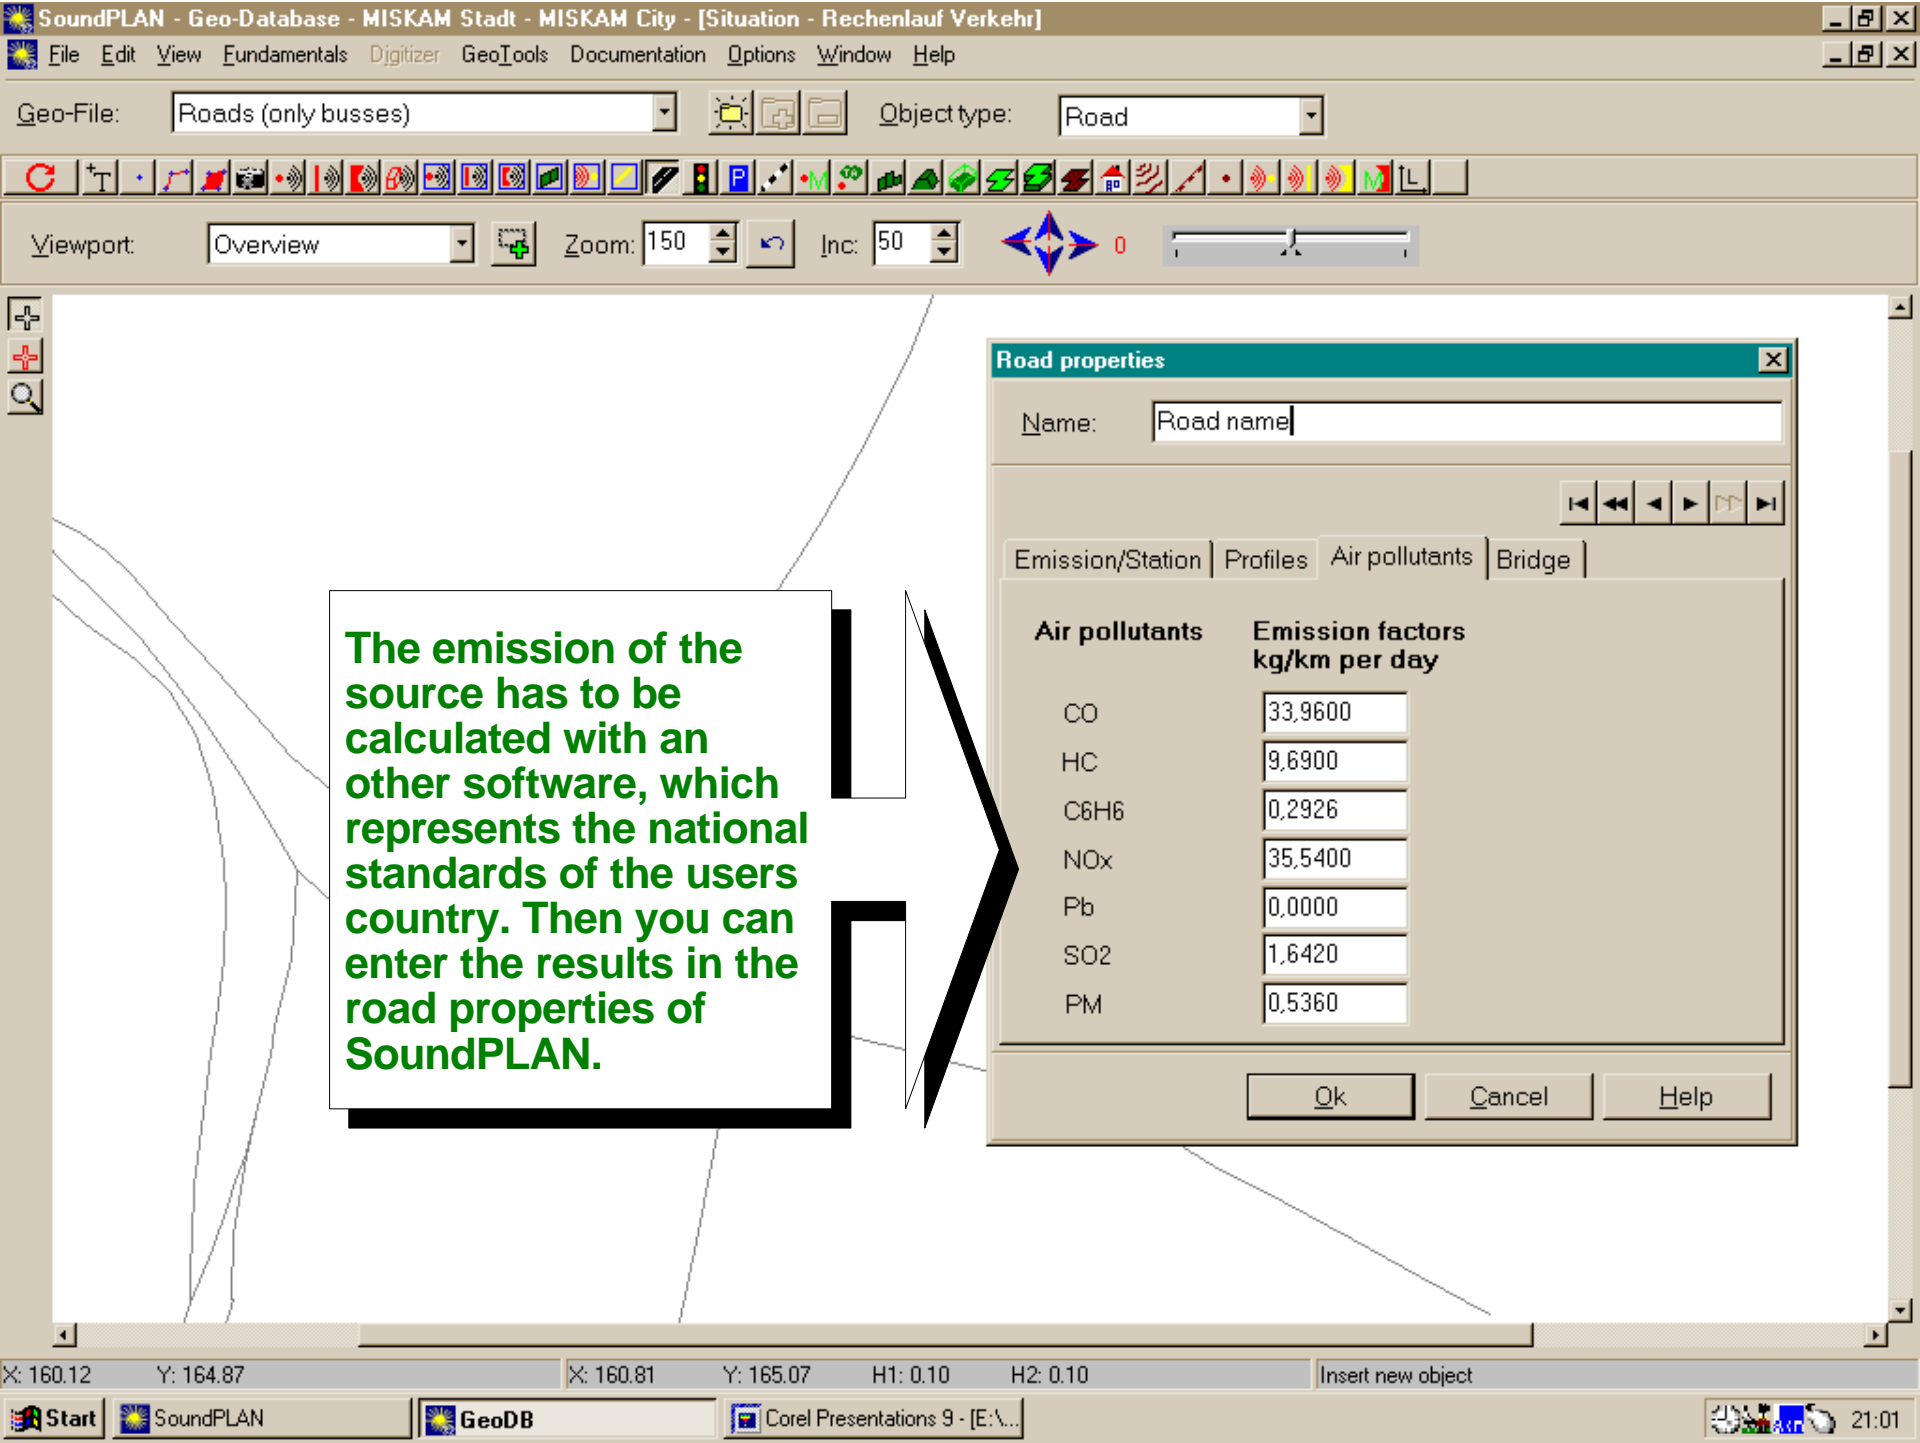 SoundPLAN - Geo-Database - MISKAM Stadt - MISKAM City - [Situation - Rechenlauf Verkehr]
File Edit View Fundamentals Digitizer GeoTools Documentation Options Window Help
Geo-File: Roads (only busses) Object type: Road
Viewport: Overview Zoom: 150 Inc: 50 0
Road properties
Name: Road name
Emission/Station Profiles Air pollutants Bridge
Air pollutants Emission factors
kg/km per day
CO 33,9600
HC 9,6900
C6H6 0,2926
NOx 35,5400
Pb 0,0000
SO2 1,6420
PM 0,5360
Ok Cancel Help
The emission of the
source has to be
calculated with an
other software, which
represents the national
standards of the users
country. Then you can
enter the results in the
road properties of
SoundPLAN.
X: 160.12 Y: 164.87 X: 160.81 Y: 165.07 H1: 0.10 H2: 0.10 Insert new object
Start SoundPLAN GeoDB Corel Presentations 9 - [E:\... 21:01